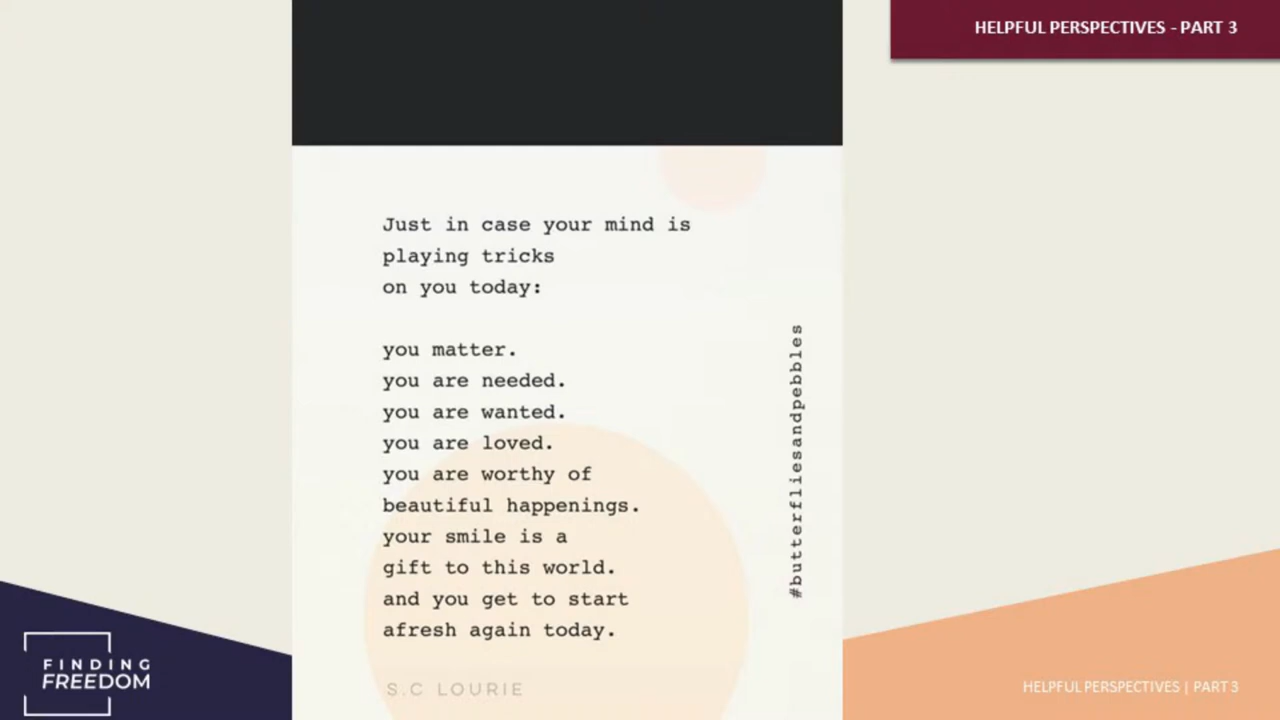 HELPFUL PERSPECTIVES - PART 3
Just in case your mind is
playing tricks
on you today:
you matter.
you are needed.
you are wanted.
you are loved.
you are worthy of
beautiful happenings.
your smile is a
gift to this world.
and you get to start
afresh again today.
S.C LOURIE
#butterfliesandpebbles
FINDING
FREEDOM
HELPFUL PERSPECTIVES | PART 3